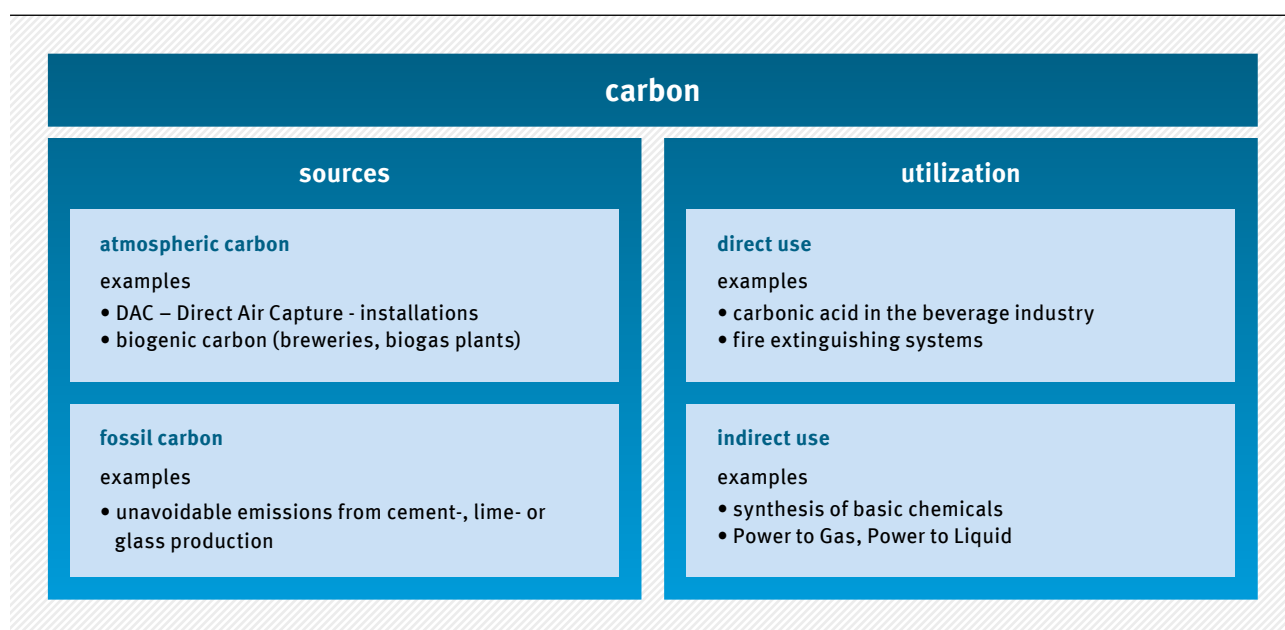 carbon
sources
atmospheric carbon
examples
• DAC – Direct Air Capture - installations
• biogenic carbon (breweries, biogas plants)
fossil carbon
examples
• unavoidable emissions from cement-, lime- or
glass production
utilization
direct use
examples
• carbonic acid in the beverage industry
• fire extinguishing systems
indirect use
examples
• synthesis of basic chemicals
• Power to Gas, Power to Liquid